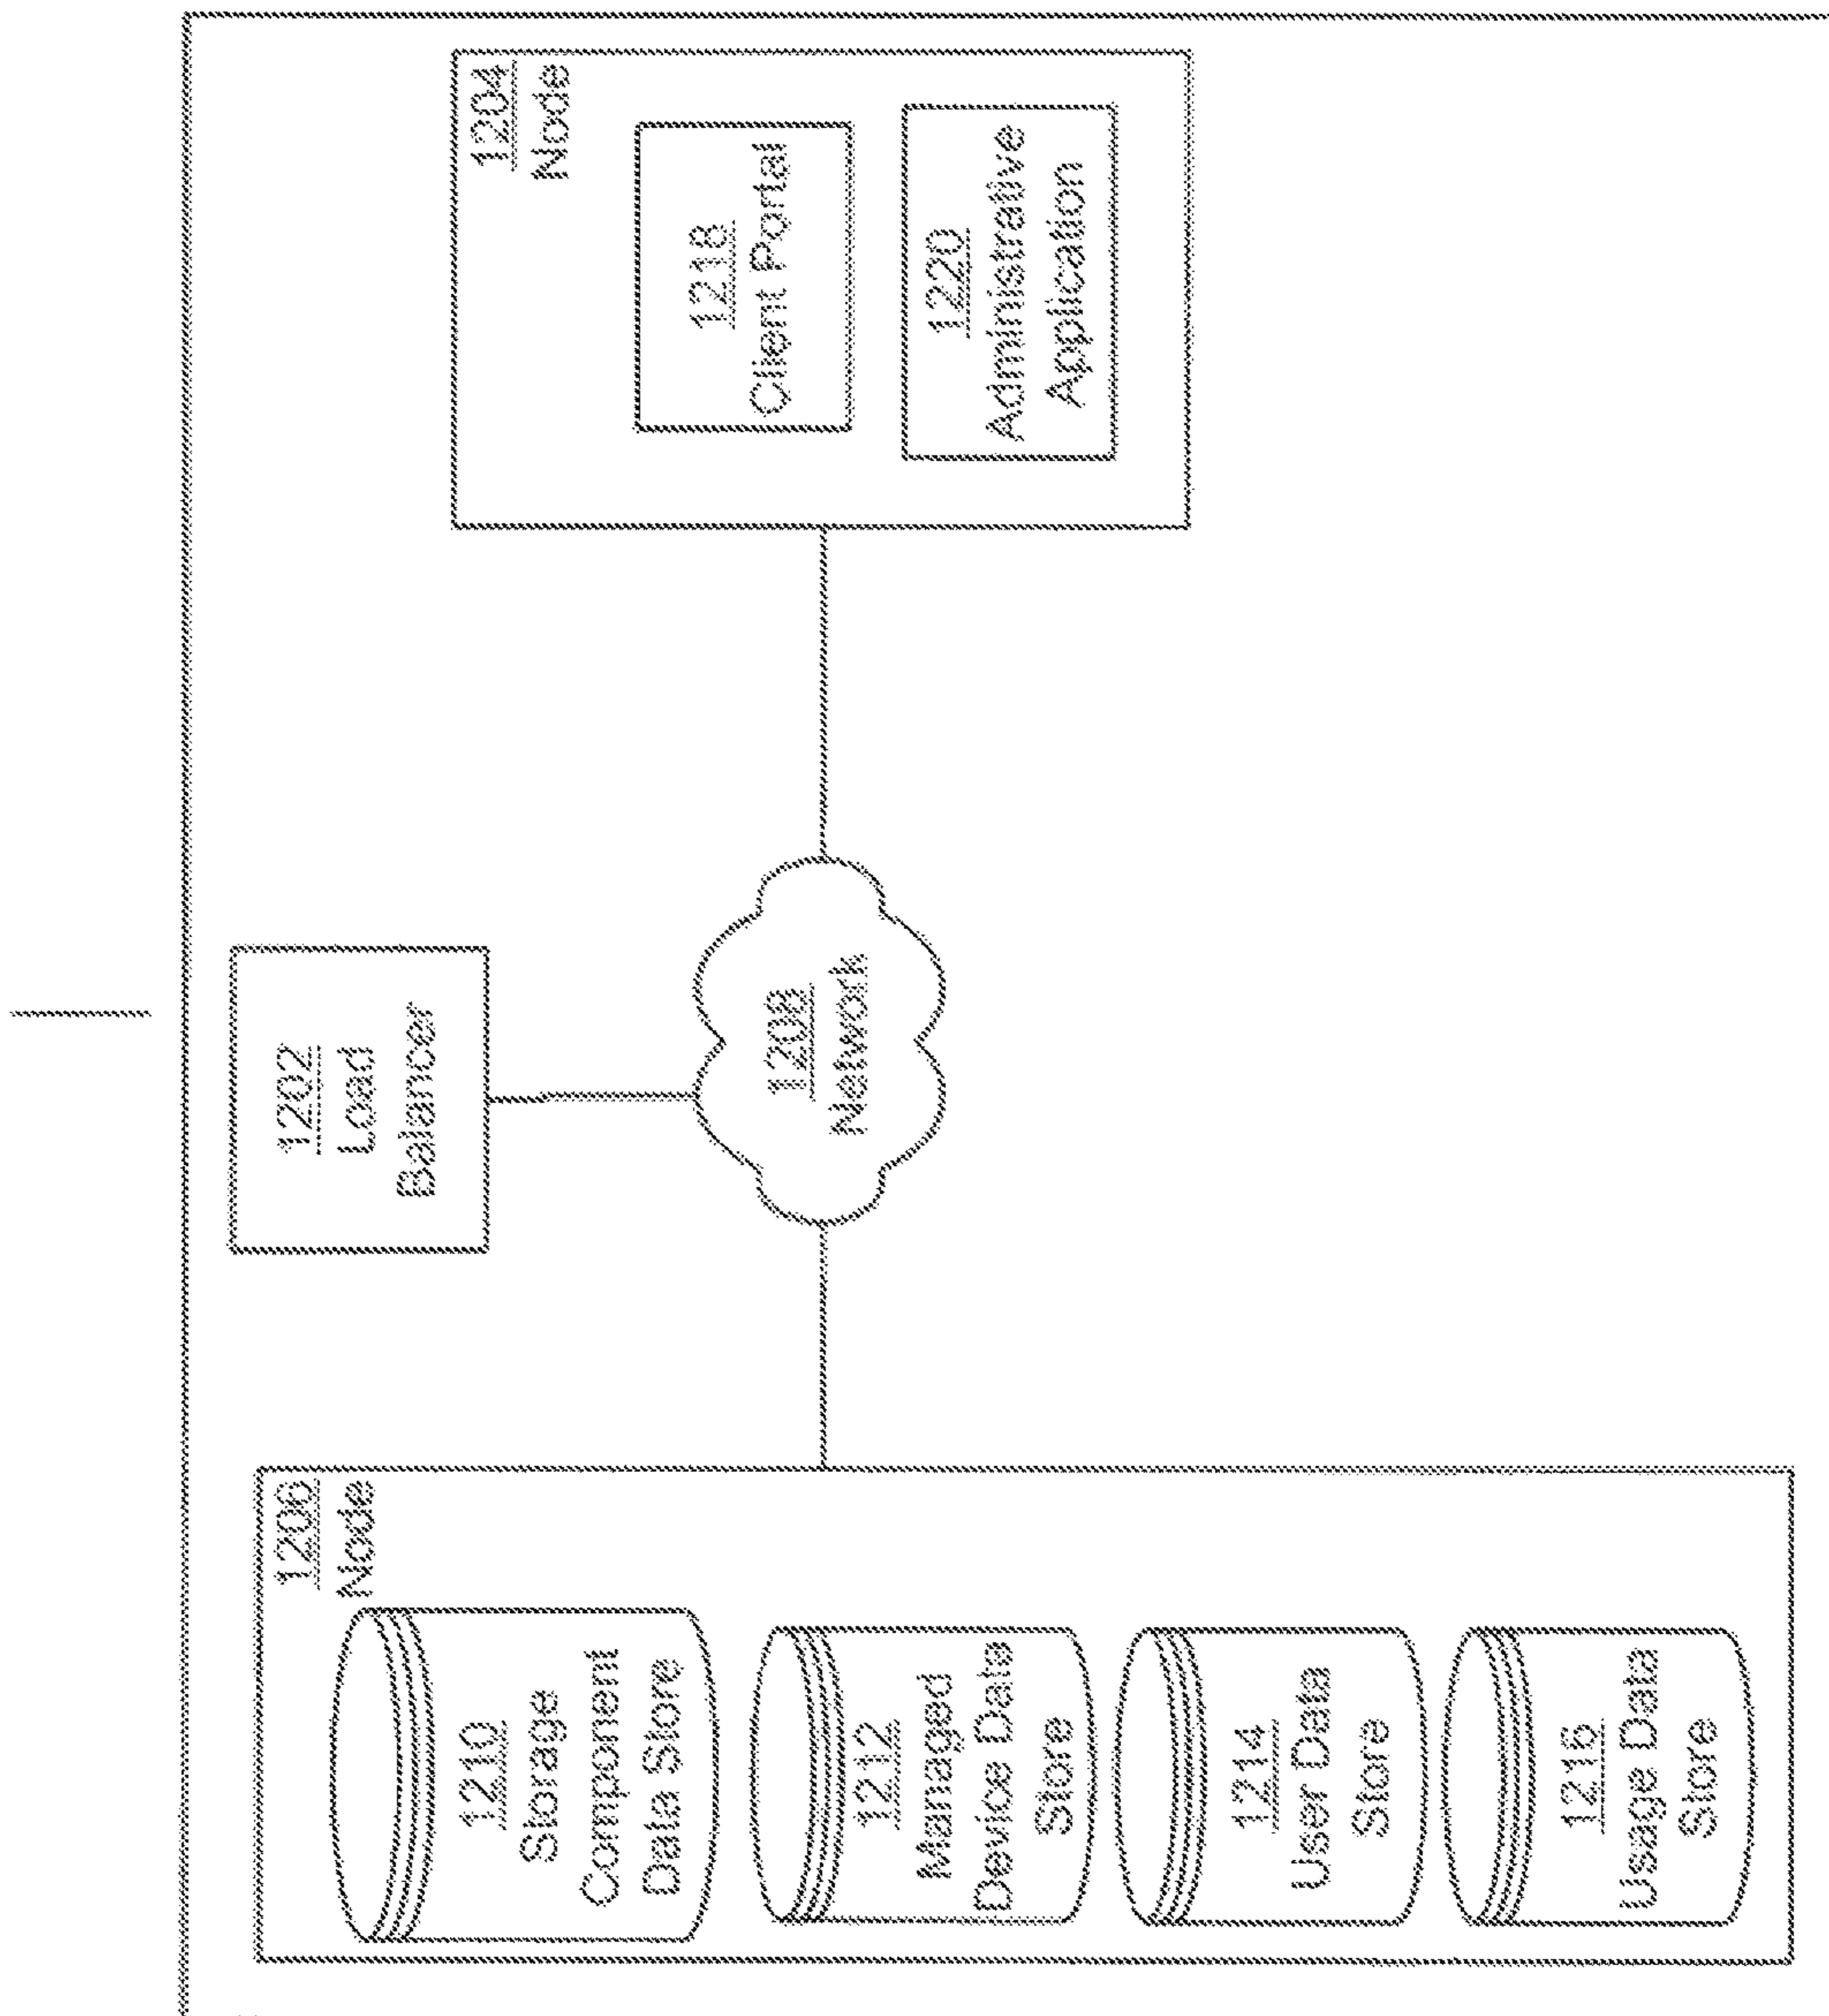 1206
Node
1210
Storage
Component
Data Store
1212
Managed
Device Data
Store
1214
User Data
Store
1216
Usage Data
Store
1202
Load
Balancer
1208
Network
1204
Node
1218
Client Portal
1220
Administrative
Application